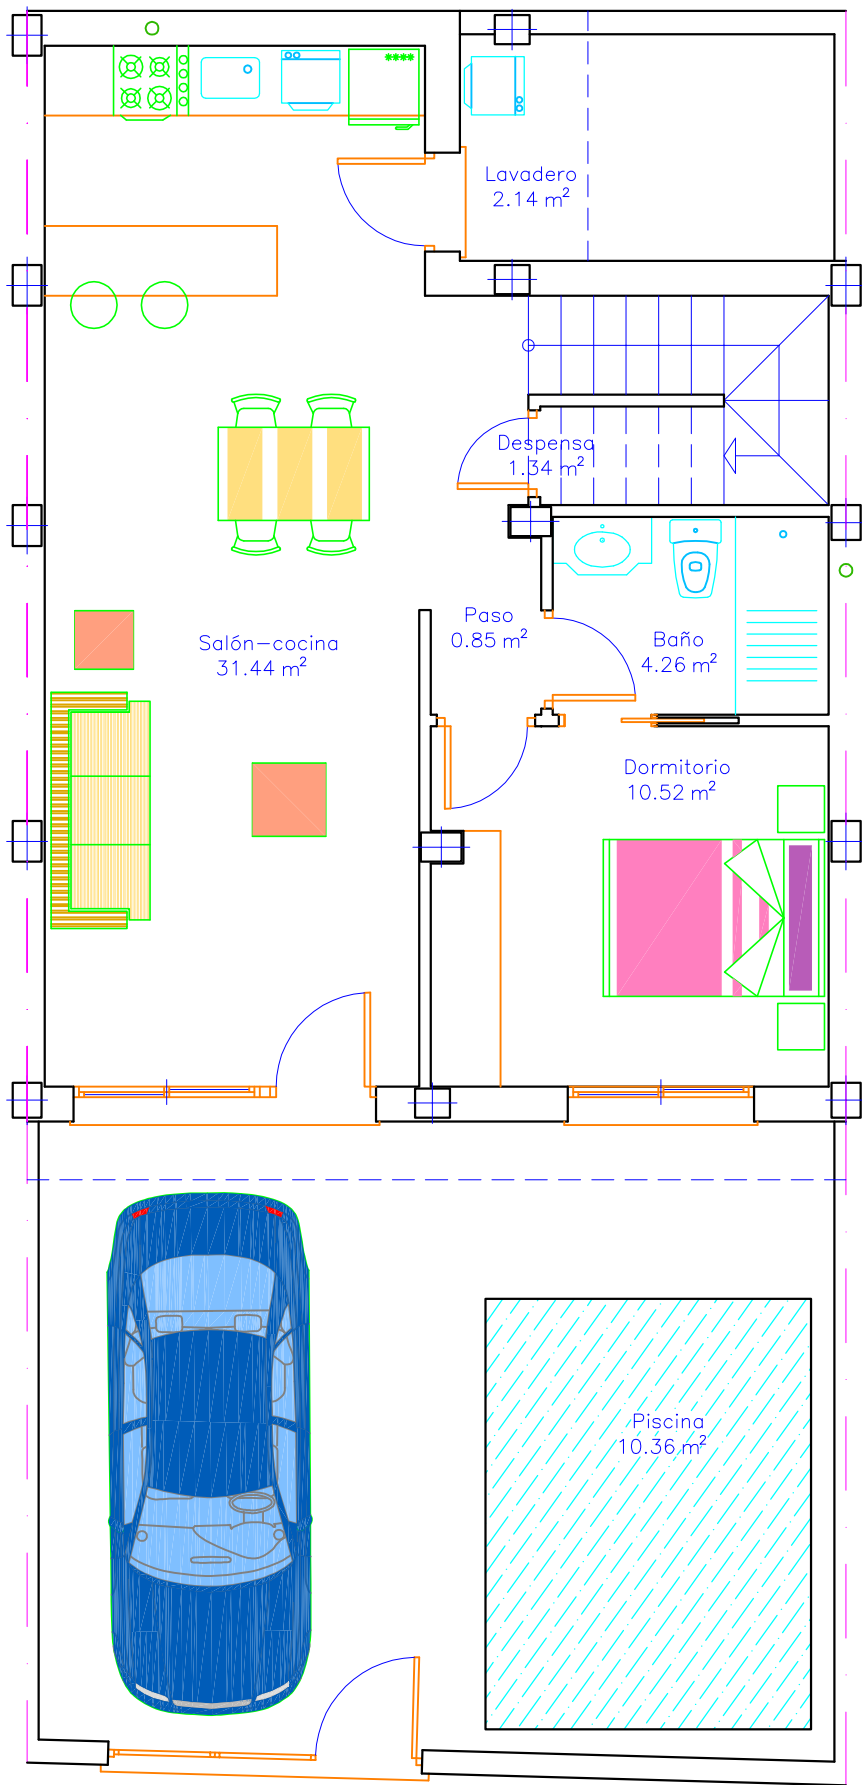 Lavadero
2.14 m²
Despensa
1.34 m²
Paso
0.85 m²
Salón-cocina
31.44 m²
Baño
4.26 m²
Dormitorio
10.52 m²
Piscina
10.36 m²